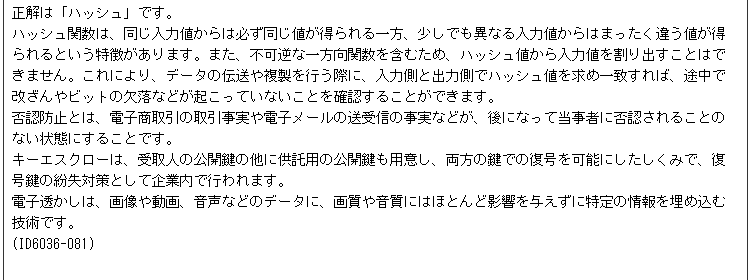 正解は「ハッシュ」です。
ハッシュ関数は、同じ入力値からは必ず同じ値が得られる一方、少しでも異なる入力値からはまったく違う値が得
られるという特徴があります。また、不可逆な一方向関数を含むため、ハッシュ値から入力値を割り出すことはで
きません。これにより、データの伝送や複製を行う際に、入力側と出力側でハッシュ値を求め一致すれば、途中で
改ざんやビットの欠落などが起こっていないことを確認することができます。
否認防止とは、電子商取引の取引事実や電子メールの送受信の事実などが、後になって当事者に否認されることの
ない状態にすることです。
キーエスクローは、受取人の公開鍵の他に供託用の公開鍵も用意し、両方の鍵での復号を可能にしたしくみで、復
号鍵の紛失対策として企業内で行われます。
電子透かしは、画像や動画、音声などのデータに、画質や音質にはほとんど影響を与えずに特定の情報を埋め込む
技術です。
(ID6036-081)